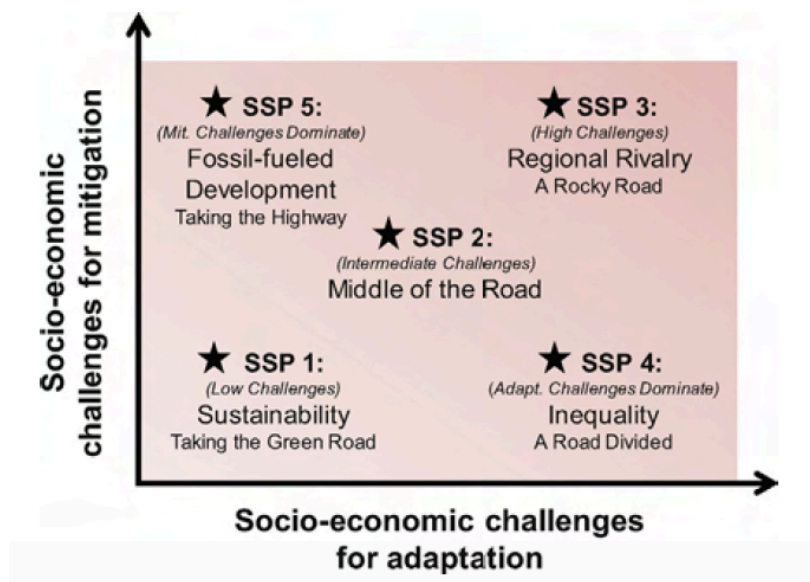 Socio-economic
challenges for mitigation
★ SSP 5:
(Mit. Challenges Dominate)
Fossil-fueled
Development
Taking the Highway
★ SSP 3:
(High Challenges)
Regional Rivalry
A Rocky Road
★ SSP 2:
(Intermediate Challenges)
Middle of the Road
★ SSP 1:
(Low Challenges)
Sustainability
Taking the Green Road
★ SSP 4:
(Adapt. Challenges Dominate)
Inequality
A Road Divided
Socio-economic challenges
for adaptation